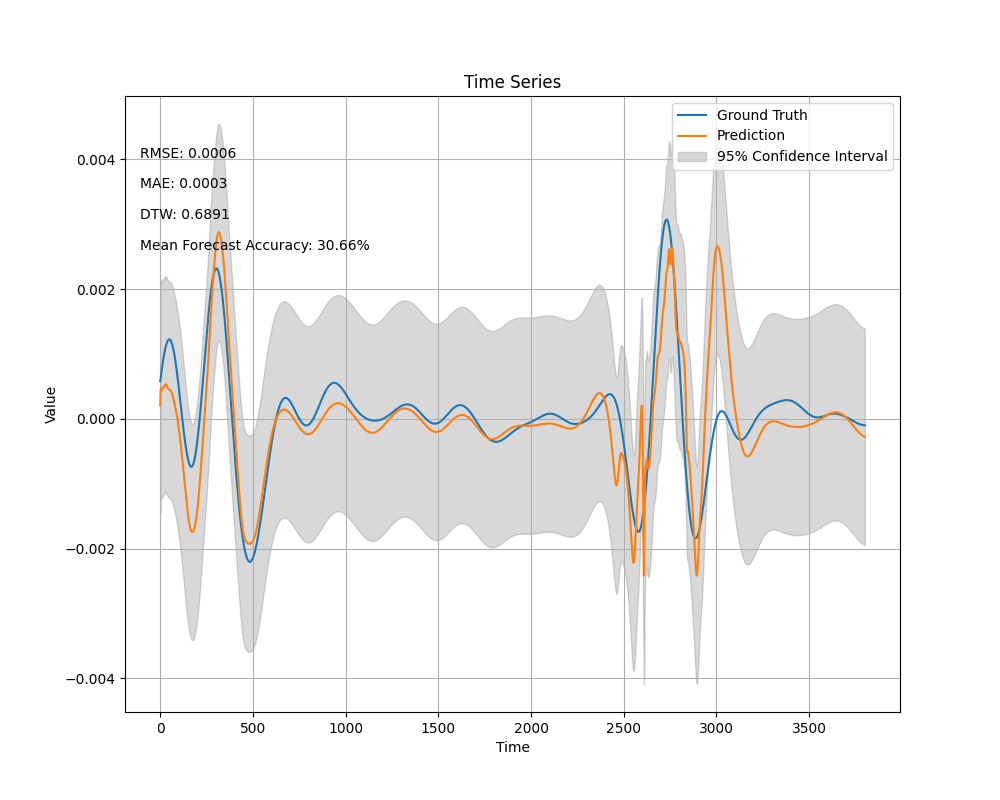 Time Series
Ground Truth
Prediction
95% Confidence Interval
RMSE: 0.0006
MAE: 0.0003
DTW: 0.6891
Mean Forecast Accuracy: 30.66%
0.004
0.002
0.000
−0.002
−0.004
Value
0 500 1000 1500 2000 2500 3000 3500
Time